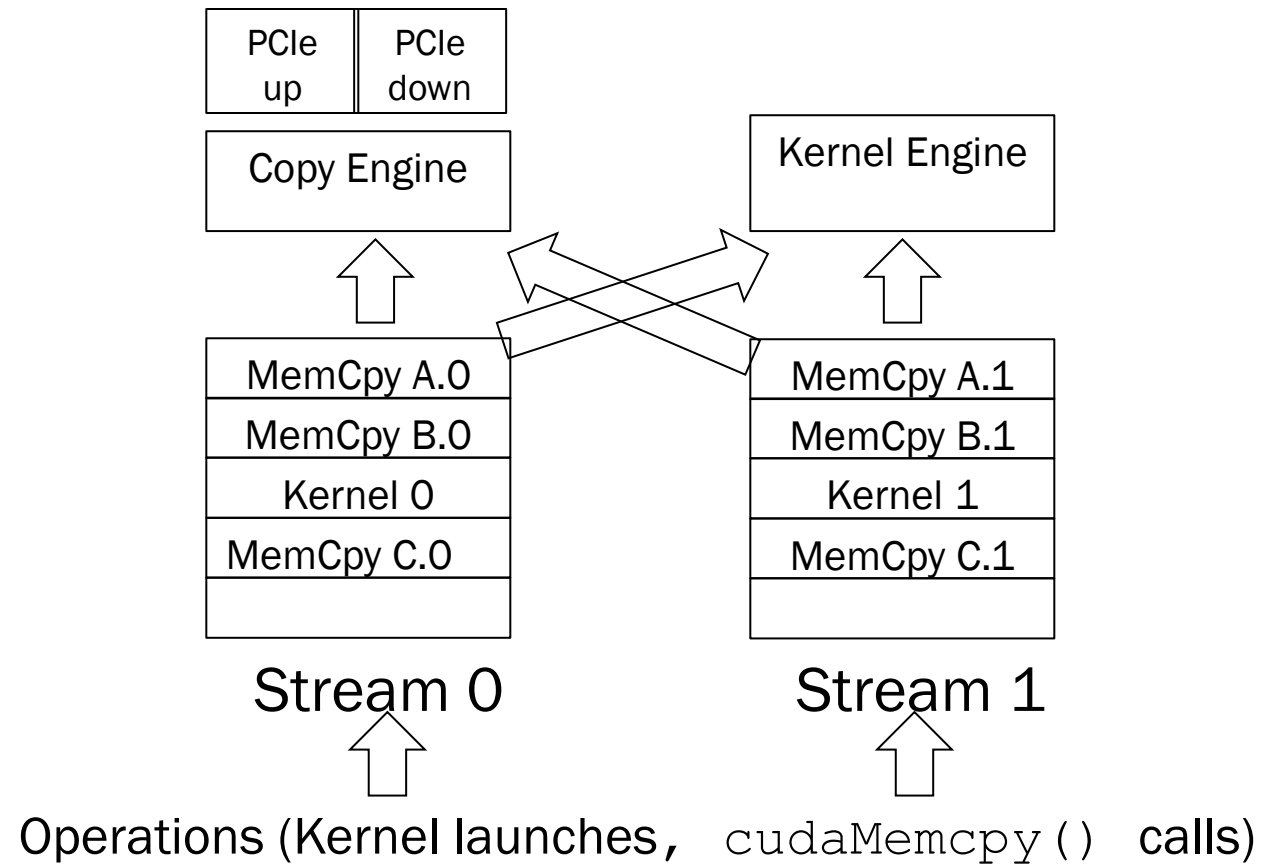 PCIe
up
PCIe
down
Copy Engine
Kernel Engine
MemCpy A.0
MemCpy B.0
Kernel 0
MemCpy C.0
Stream 0
MemCpy A.1
MemCpy B.1
Kernel 1
MemCpy C.1
Stream 1
Operations (Kernel launches, cudaMemcpy() calls)